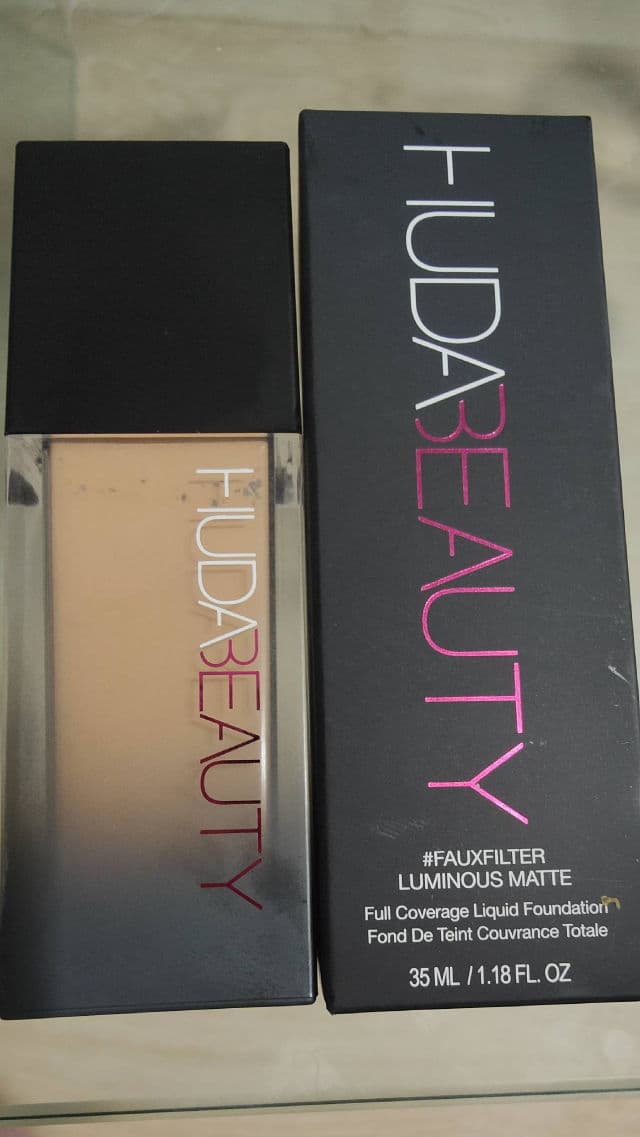 HUDABEAUTY
HUDABEAUTY
#FAUXFILTER
LUMINOUS MATTE
Full Coverage Liquid Foundation
Fond De Teint Couvrance Totale
35 ML / 1.18 FL. OZ